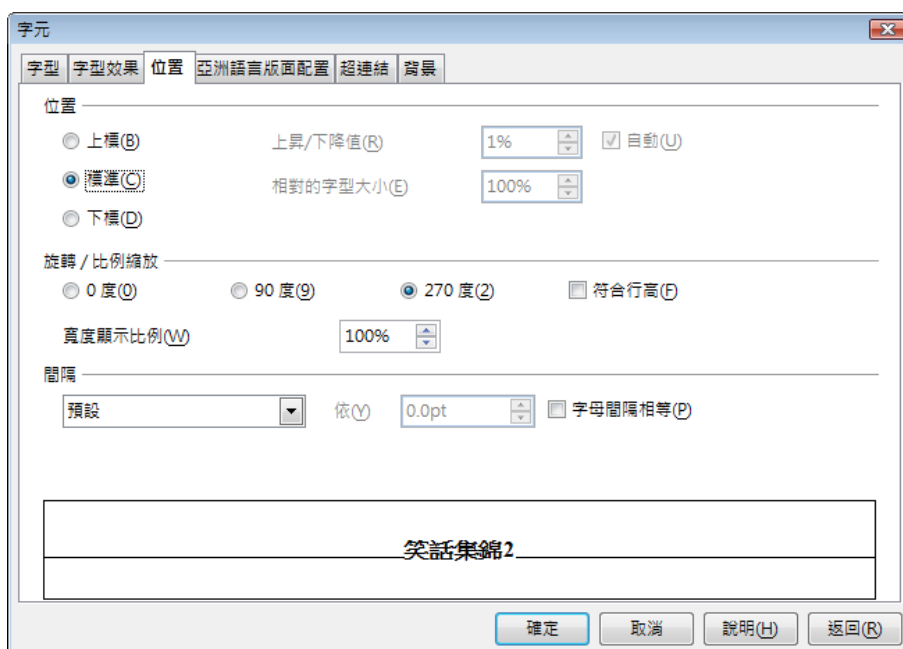 字元
字型 字型效果 位置 亞洲語言版面配置 超連結 背景
位置
上標(B) 上昇/下降值(R) 1% 自動(U)
標準(C) 相對的字型大小(E) 100%
下標(D)
旋轉 / 比例縮放
0 度(0) 90 度(9) 270 度(2) 符合行高(F)
寬度顯示比例(W) 100%
間隔
預設 依(Y) 0.0pt 字母間隔相等(P)
笑話集錦2
確定 取消 說明(H) 返回(R)